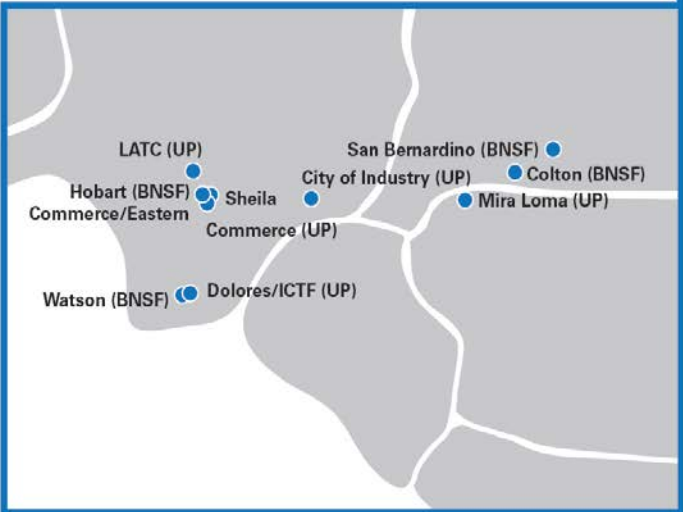 LATC (UP)
San Bernardino (BNSF)
City of Industry (UP)
Colton (BNSF)
Hobart (BNSF)
Sheila
Mira Loma (UP)
Commerce/Eastern
Commerce (UP)
Watson (BNSF)
Dolores/ICTF (UP)